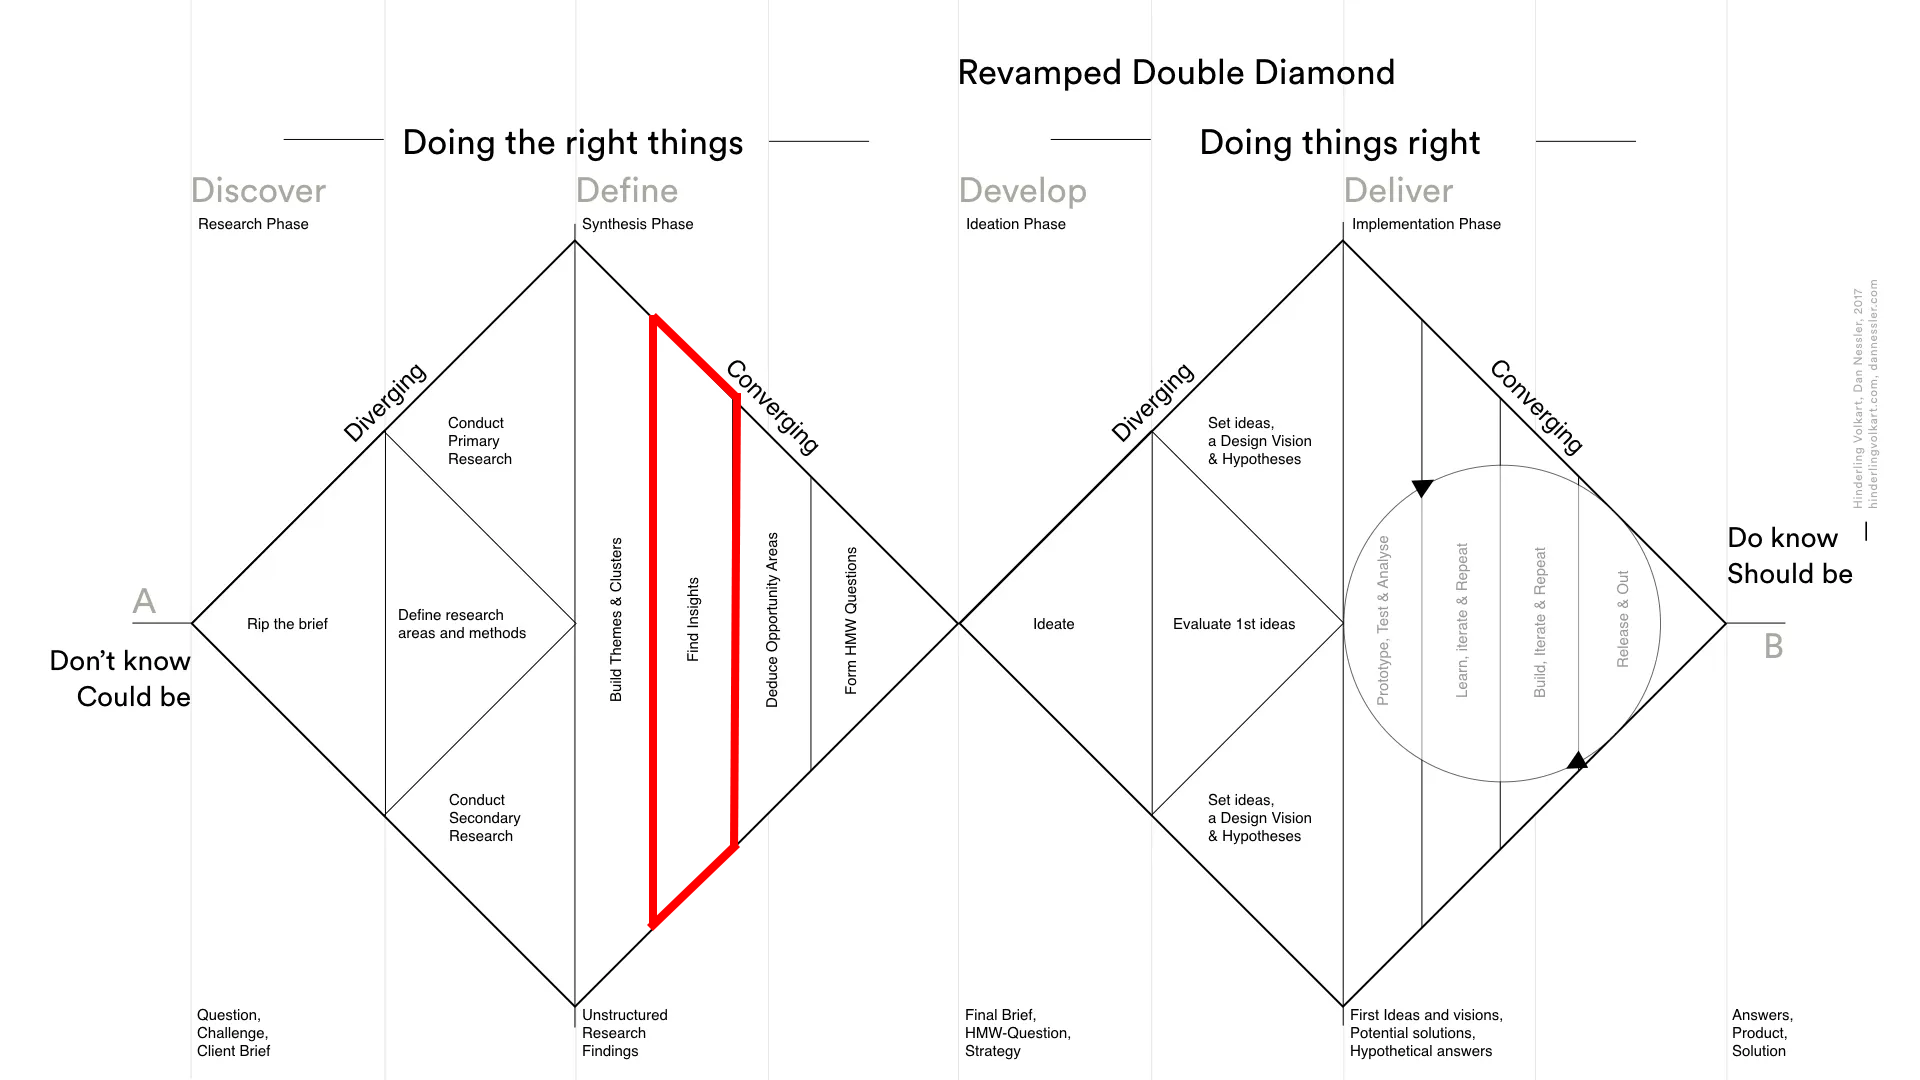 Revamped Double Diamond
Doing the right things
Doing things right
Discover
Research Phase
Define
Synthesis Phase
Develop
Ideation Phase
Deliver
Implementation Phase
Diverging
Converging
Diverging
Converging
A
Don’t know
Could be
Rip the brief
Define research
areas and methods
Conduct
Primary
Research
Conduct
Secondary
Research
Build Themes & Clusters
Find Insights
Deduce Opportunity Areas
Form HMW Questions
Ideate
Evaluate 1st ideas
Set ideas,
a Design Vision
& Hypotheses
Set ideas,
a Design Vision
& Hypotheses
Prototype, Test & Analyse
Learn, iterate & Repeat
Build, Iterate & Repeat
Release & Out
Do know
Should be
B
Hinderling Volkart, Dan Nessler, 2017
hinderlingvolkart.com, dannessler.com
Question,
Challenge,
Client Brief
Unstructured
Research
Findings
Final Brief,
HMW-Question,
Strategy
First Ideas and visions,
Potential solutions,
Hypothetical answers
Answers,
Product,
Solution